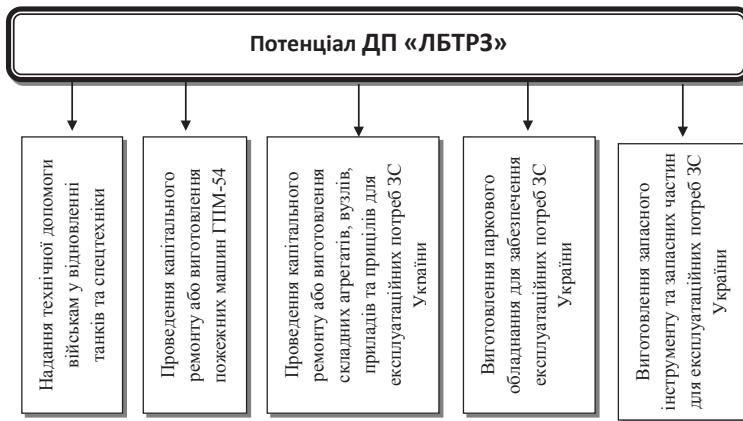 Потенціал ДП «ЛБТРЗ»
Надання технічної допомоги
військам у відновленні
танків та спецтехніки
Проведення капітального
ремонту або виготовлення
пожежних машин ГПМ-54
Проведення капітального
ремонту або виготовлення
складних агрегатів, вузлів,
приладів та прицілів для
експлуатаційних потреб ЗС
України
Виготовлення паркового
обладнання для забезпечення
експлуатаційних потреб ЗС
України
Виготовлення запасного
інструменту та запасних частин
для експлуатаційних потреб ЗС
України